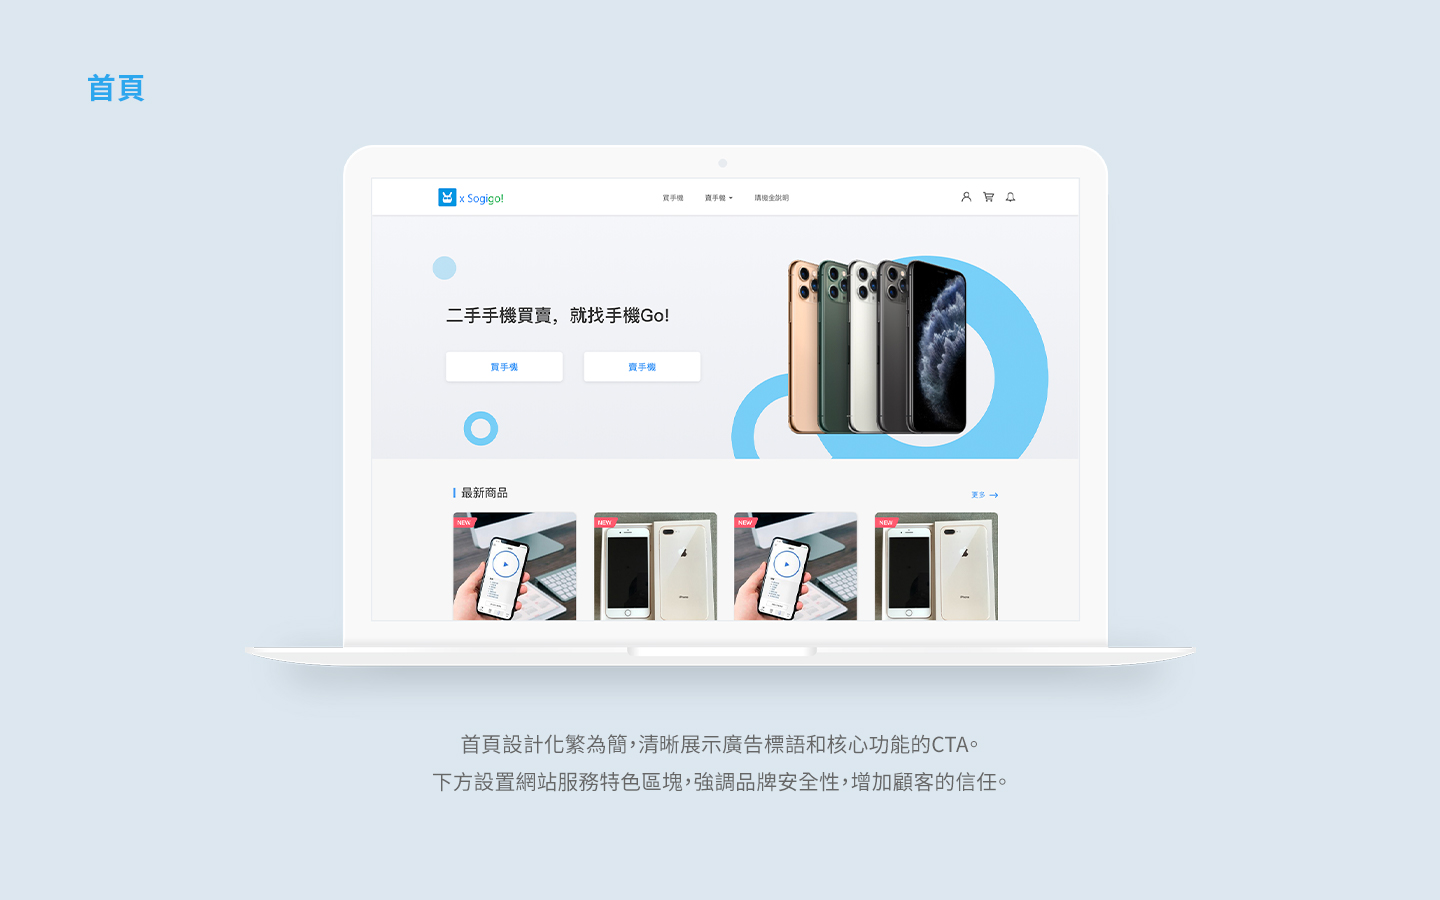 首頁
x Sogigo!
買手機
賣手機
購物金說明
二手手機買賣，就找手機Go!
買手機
賣手機
最新商品
更多 →
NEW
NEW
NEW
NEW
iPhone
iPhone
首頁設計化繁為簡，清晰展示廣告標語和核心功能的CTA。
下方設置網站服務特色區塊，強調品牌安全性，增加顧客的信任。